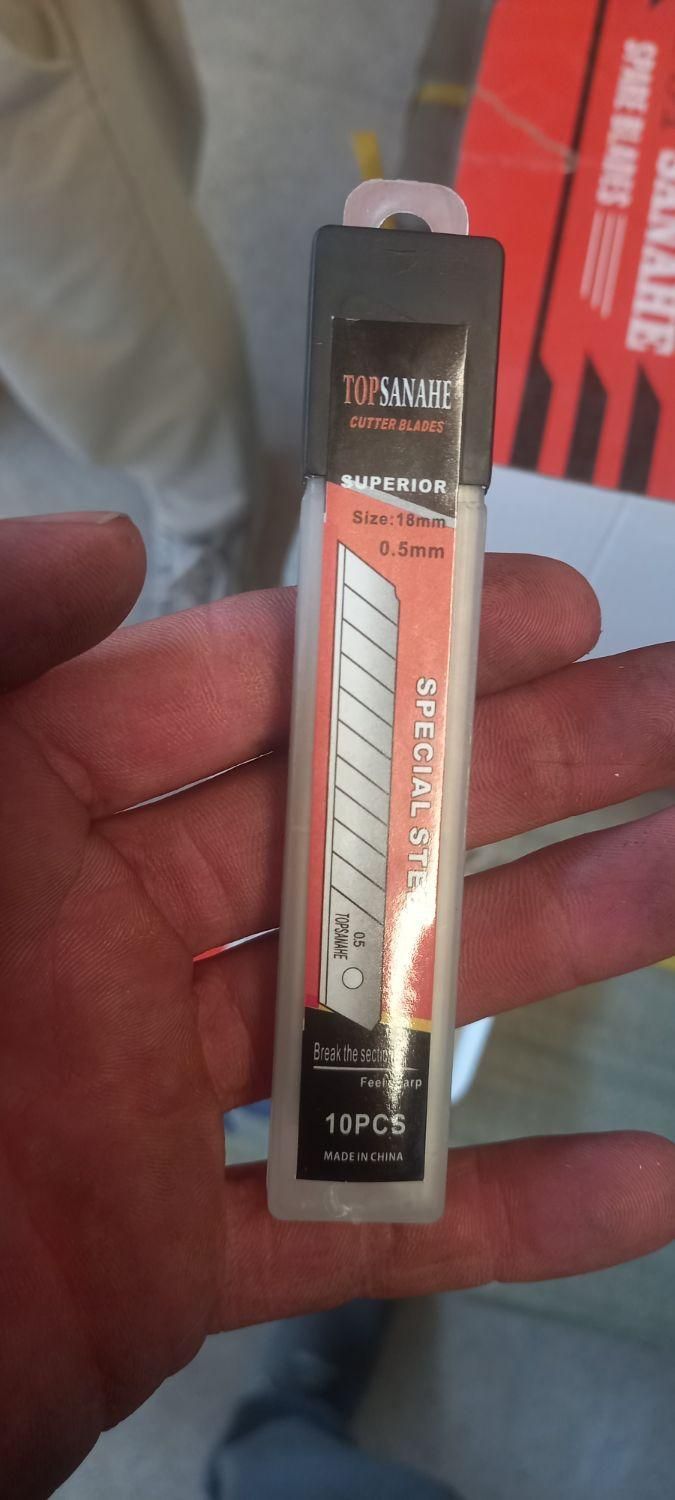 TOPSANAHE
CUTTER BLADES
SUPERIOR
Size:18mm
0.5mm
SPECIAL
0.5
TOPSANAHE
Break the
10PCS
MADE IN CHINA
SPARE BLADES
SANAHE